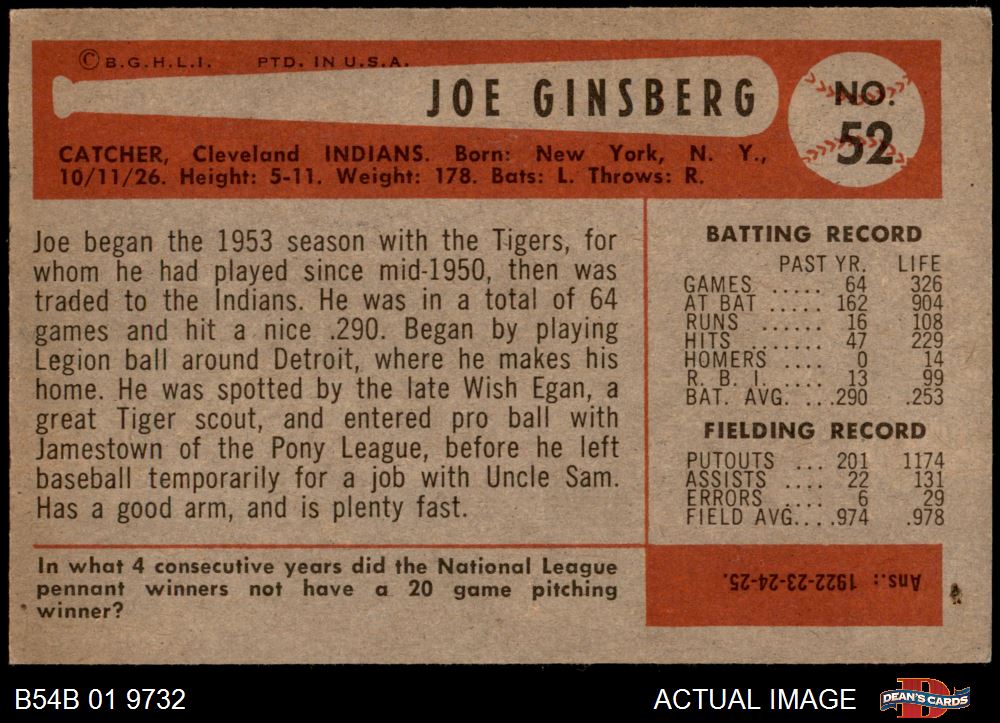 ©B.G.H.L.I. PTD. IN U.S.A.
JOE GINSBERG
NO.
52
CATCHER, Cleveland INDIANS. Born: New York, N. Y.,
10/11/26. Height: 5-11. Weight: 178. Bats: L. Throws: R.
Joe began the 1953 season with the Tigers, for
whom he had played since mid-1950, then was
traded to the Indians. He was in a total of 64
games and hit a nice .290. Began by playing
Legion ball around Detroit, where he makes his
home. He was spotted by the late Wish Egan, a
great Tiger scout, and entered pro ball with
Jamestown of the Pony League, before he left
baseball temporarily for a job with Uncle Sam.
Has a good arm, and is plenty fast.
BATTING RECORD
PAST YR. LIFE
GAMES ..... 64 326
AT BAT ..... 162 904
RUNS ...... 16 108
HITS ....... 47 229
HOMERS .... 0 14
R. B. I. .... 13 99
BAT. AVG. ...290 .253
FIELDING RECORD
PUTOUTS ... 201 1174
ASSISTS .... 22 131
ERRORS .... 6 29
FIELD AVG. ...974 .978
In what 4 consecutive years did the National League
pennant winners not have a 20 game pitching
winner?
Ans.: 1922-23-24-25.
B54B 01 9732
ACTUAL IMAGE
DEAN'S CARDS